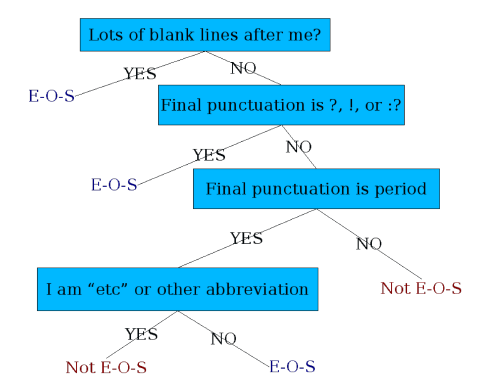 Lots of blank lines after me?
YES
NO
E-O-S
Final punctuation is ?, !, or :?
YES
NO
E-O-S
Final punctuation is period
YES
NO
I am “etc” or other abbreviation
Not E-O-S
YES
NO
Not E-O-S
E-O-S